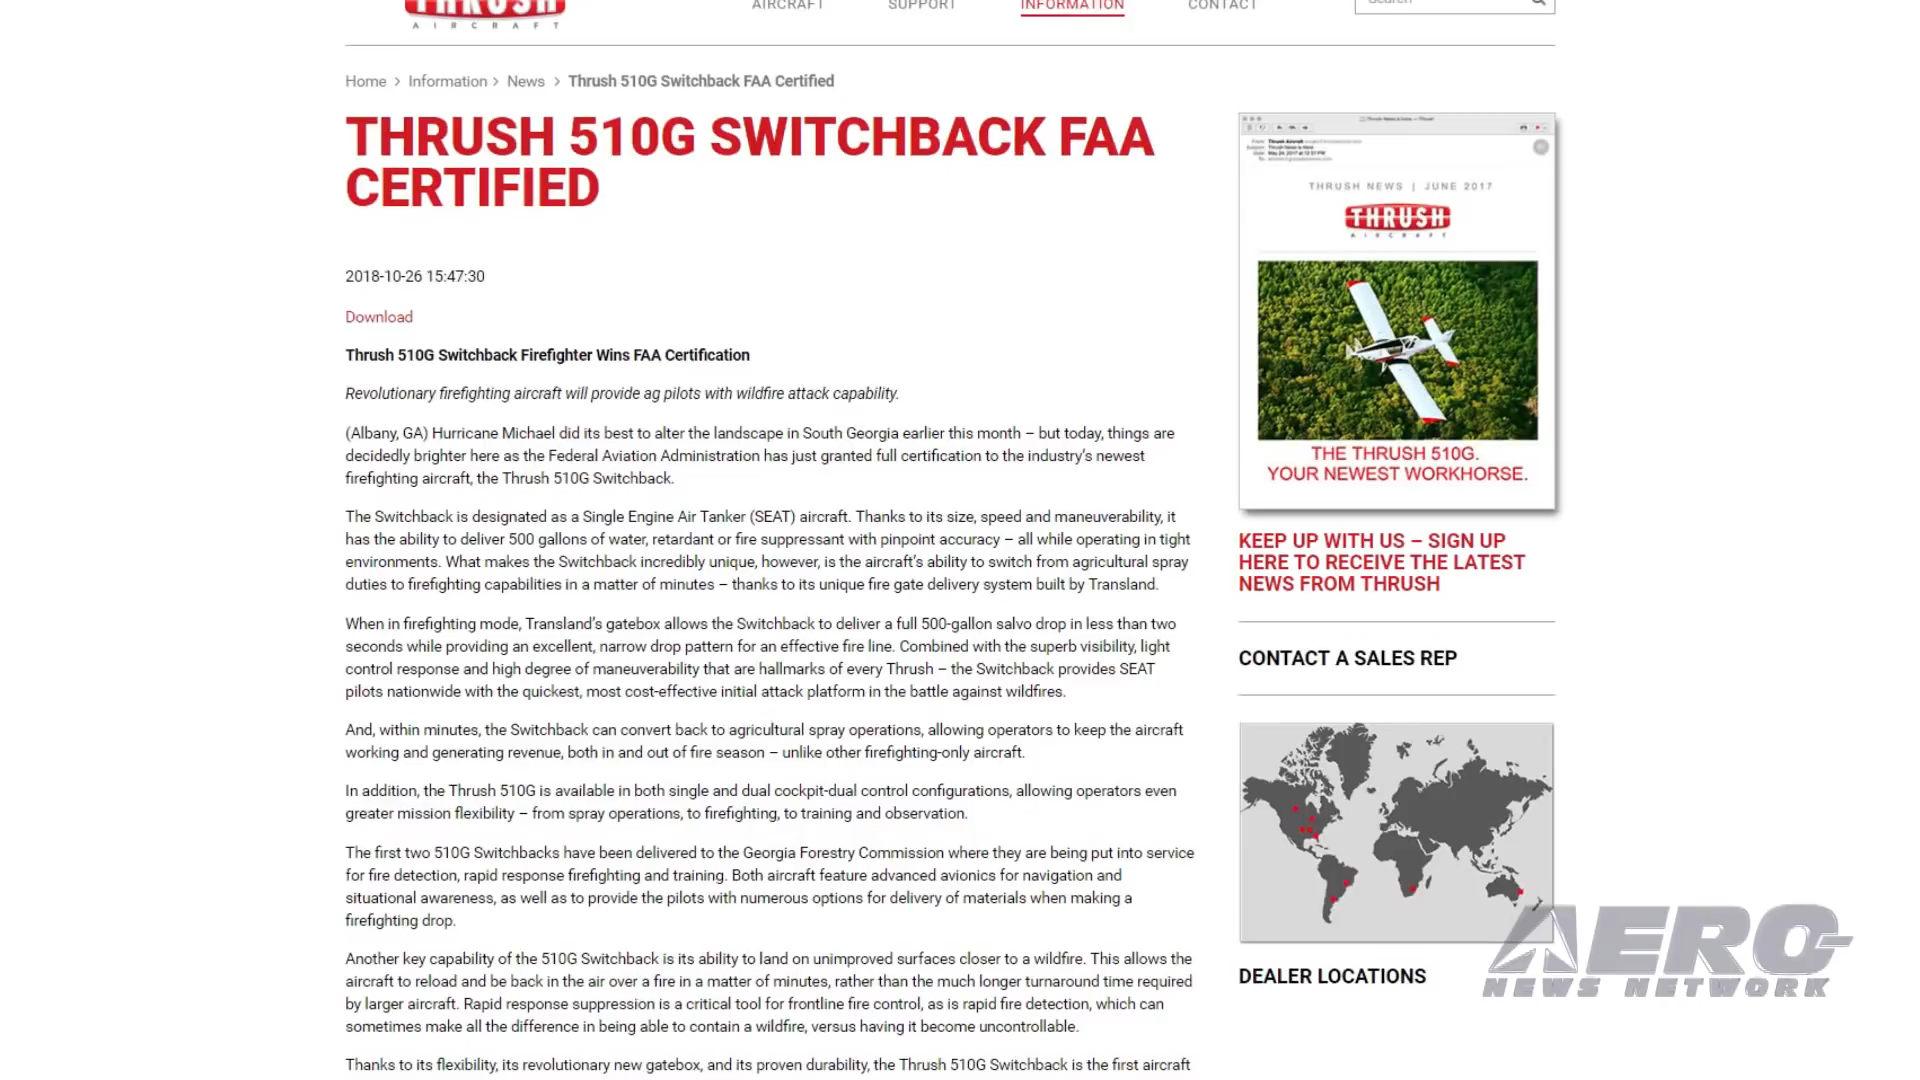 THRUSH
AIRCRAFT
AIRCRAFT
SUPPORT
INFORMATION
CONTACT
Search
Home > Information > News > Thrush 510G Switchback FAA Certified
THRUSH 510G SWITCHBACK FAA
CERTIFIED
2018-10-26 15:47:30
Download
Thrush 510G Switchback Firefighter Wins FAA Certification
Revolutionary firefighting aircraft will provide ag pilots with wildfire attack capability.
(Albany, GA) Hurricane Michael did its best to alter the landscape in South Georgia earlier this month – but today, things are
decidedly brighter here as the Federal Aviation Administration has just granted full certification to the industry's newest
firefighting aircraft, the Thrush 510G Switchback.
The Switchback is designated as a Single Engine Air Tanker (SEAT) aircraft. Thanks to its size, speed and maneuverability, it
has the ability to deliver 500 gallons of water, retardant or fire suppressant with pinpoint accuracy – all while operating in tight
environments. What makes the Switchback incredibly unique, however, is the aircraft's ability to switch from agricultural spray
duties to firefighting capabilities in a matter of minutes – thanks to its unique fire gate delivery system built by Transland.
When in firefighting mode, Transland's gatebox allows the Switchback to deliver a full 500-gallon salvo drop in less than two
seconds while providing an excellent, narrow drop pattern for an effective fire line. Combined with the superb visibility, light
control response and high degree of maneuverability that are hallmarks of every Thrush – the Switchback provides SEAT
pilots nationwide with the quickest, most cost-effective initial attack platform in the battle against wildfires.
And, within minutes, the Switchback can convert back to agricultural spray operations, allowing operators to keep the aircraft
working and generating revenue, both in and out of fire season – unlike other firefighting-only aircraft.
In addition, the Thrush 510G is available in both single and dual cockpit-dual control configurations, allowing operators even
greater mission flexibility – from spray operations, to firefighting, to training and observation.
The first two 510G Switchbacks have been delivered to the Georgia Forestry Commission where they are being put into service
for fire detection, rapid response firefighting and training. Both aircraft feature advanced avionics for navigation and
situational awareness, as well as to provide the pilots with numerous options for delivery of materials when making a
firefighting drop.
Another key capability of the 510G Switchback is its ability to land on unimproved surfaces closer to a wildfire. This allows the
aircraft to reload and be back in the air over a fire in a matter of minutes, rather than the much longer turnaround time required
by larger aircraft. Rapid response suppression is a critical tool for frontline fire control, as is rapid fire detection, which can
sometimes make all the difference in being able to contain a wildfire, versus having it become uncontrollable.
Thanks to its flexibility, its revolutionary new gatebox, and its proven durability, the Thrush 510G Switchback is the first aircraft
THRUSH NEWS | JUNE 2017
THRUSH
AIRCRAFT
THE THRUSH 510G.
YOUR NEWEST WORKHORSE.
KEEP UP WITH US – SIGN UP
HERE TO RECEIVE THE LATEST
NEWS FROM THRUSH
CONTACT A SALES REP
DEALER LOCATIONS
AERO-
NEWS NETWORK